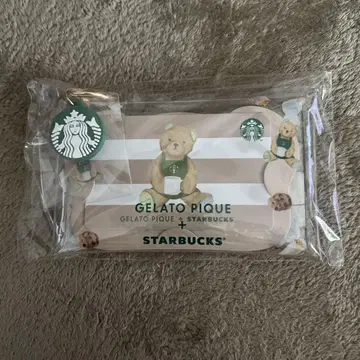 GELATO PIQUE
GELATO PIQUE + STARBUCKS
+
STARBUCKS®